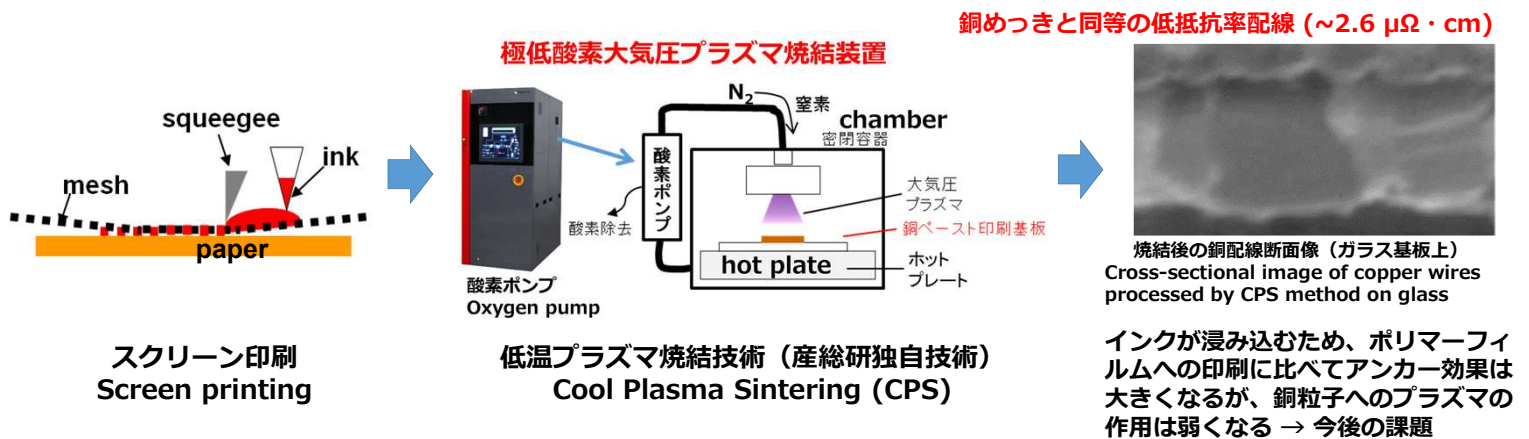 squeegee
ink
mesh
paper
スクリーン印刷
Screen printing
極低酸素大気圧プラズマ焼結装置
酸素ポンプ
Oxygen pump
N2
窒素
chamber
密閉容器
酸素ポンプ
酸素除去
大気圧
プラズマ
銅ペースト印刷基板
hot plate
ホット
プレート
低温プラズマ焼結技術（産総研独自技術）
Cool Plasma Sintering (CPS)
銅めっきと同等の低抵抗率配線 (~2.6 μΩ・cm)
焼結後の銅配線断面像（ガラス基板上）
Cross-sectional image of copper wires
processed by CPS method on glass
インクが浸み込むため、ポリマーフィ
ルムへの印刷に比べてアンカー効果は
大きくなるが、銅粒子へのプラズマの
作用は弱くなる → 今後の課題